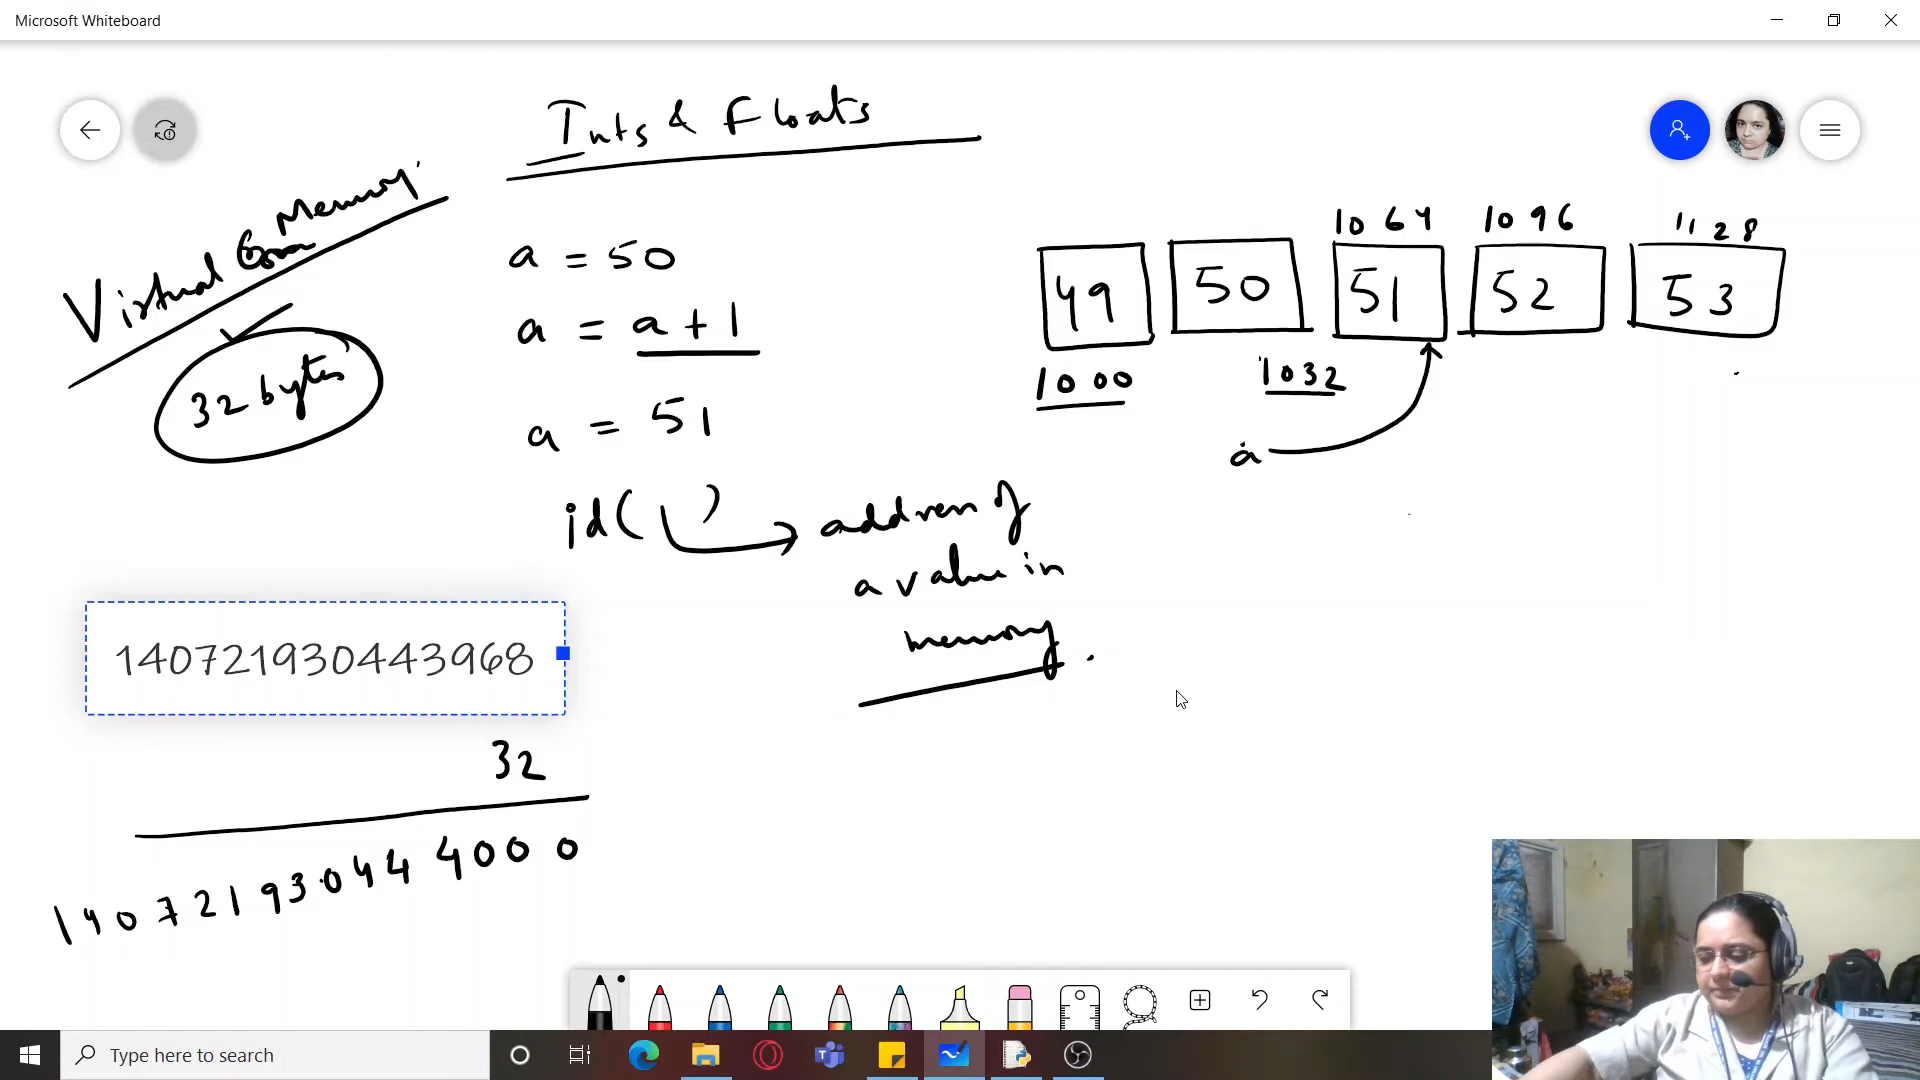 Microsoft Whiteboard
Ints & Floats
Virtual Memory
32 bytes
a = 50
a = a + 1
a = 51
id( ) address of
a value in
memory.
1064 1096 1128
49 50 51 52 53
1000 1032
a
140721930443968
32
140721930444000
Type here to search